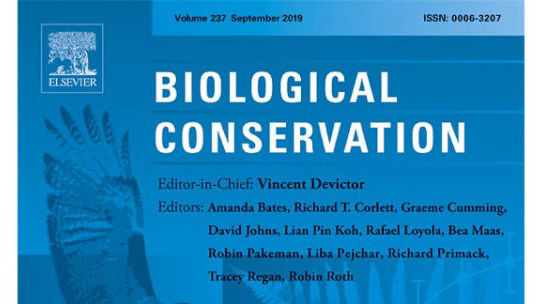 Volume 237 September 2019
ISSN: 0006-3207
ELSEVIER
BIOLOGICAL
CONSERVATION
Editor-in-Chief: Vincent Devictor
Editors: Amanda Bates, Richard T. Corlett, Graeme Cumming,
David Johns, Lian Pin Koh, Rafael Loyola, Bea Maas,
Robin Pakeman, Liba Pejchar, Richard Primack,
Tracey Regan, Robin Roth